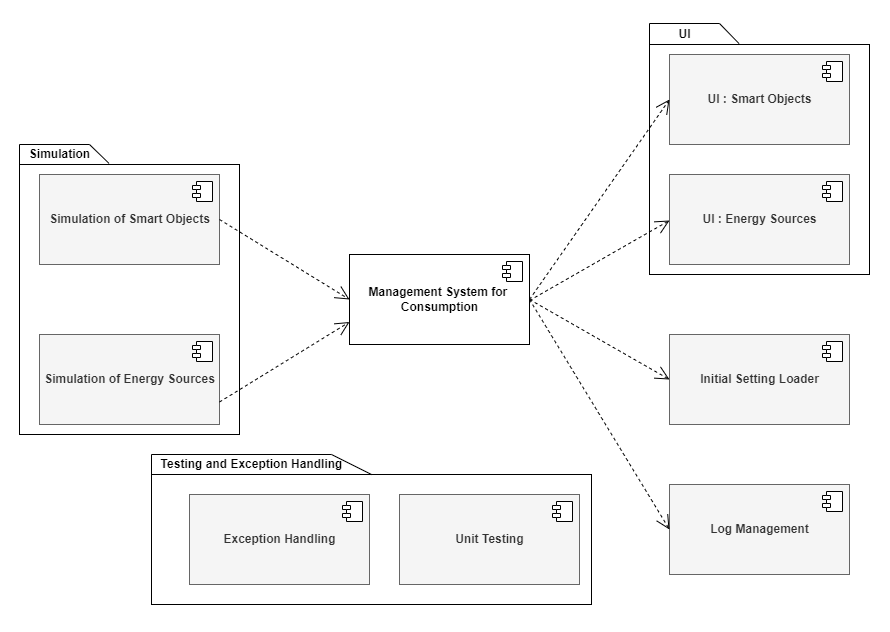 UI
UI : Smart Objects
Simulation
Simulation of Smart Objects
UI : Energy Sources
Management System for
Consumption
Simulation of Energy Sources
Initial Setting Loader
Testing and Exception Handling
Exception Handling
Unit Testing
Log Management